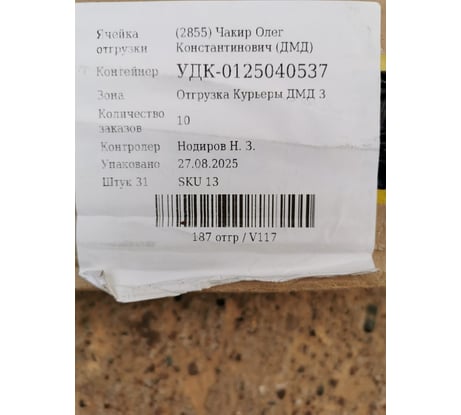 Ячейка отгрузки (2855) Чакир Олег Константинович (ДМД)
Контейнер УДК-0125040537
Зона Отгрузка Курьеры ДМД 3
Количество заказов 10
Контролер Нодиров Н. З.
Упаковано 27.08.2025
Штук 31 SKU 13
187 отгр / V117